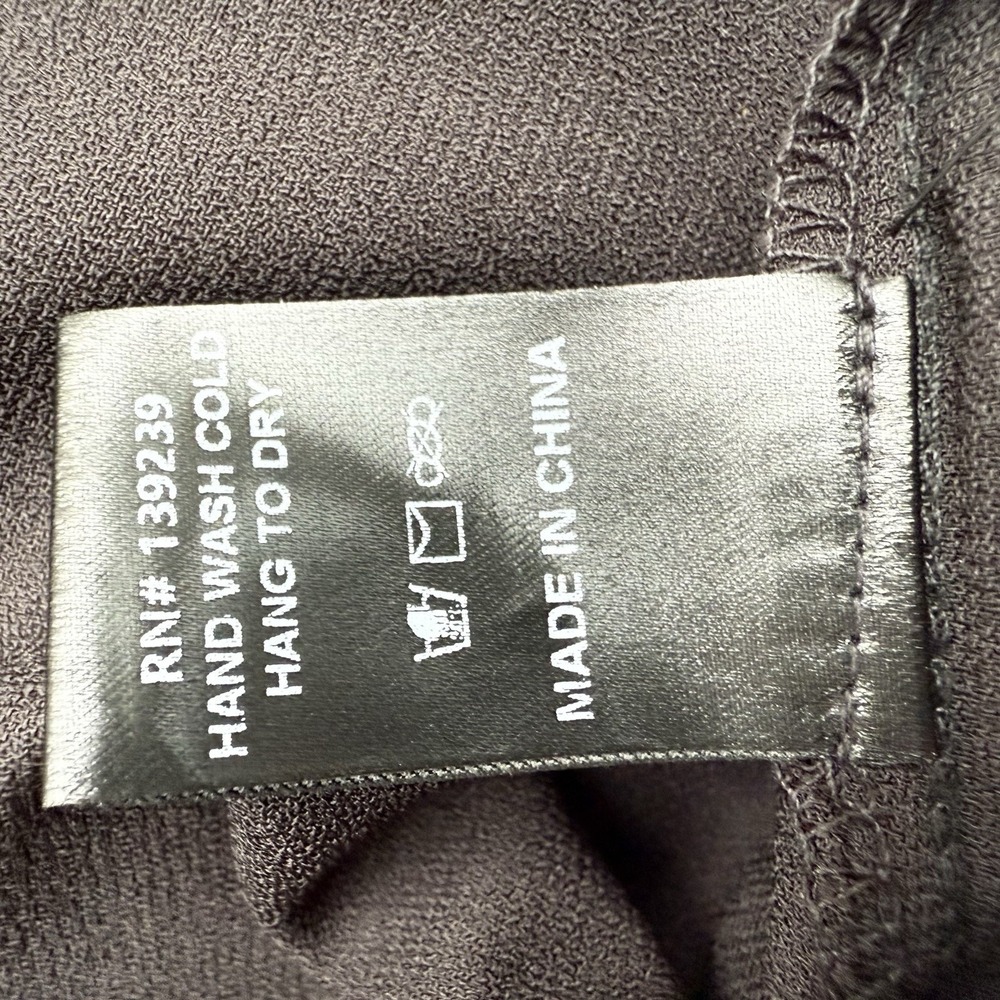 RN# 139239
HAND WASH COLD
HANG TO DRY
MADE IN CHINA